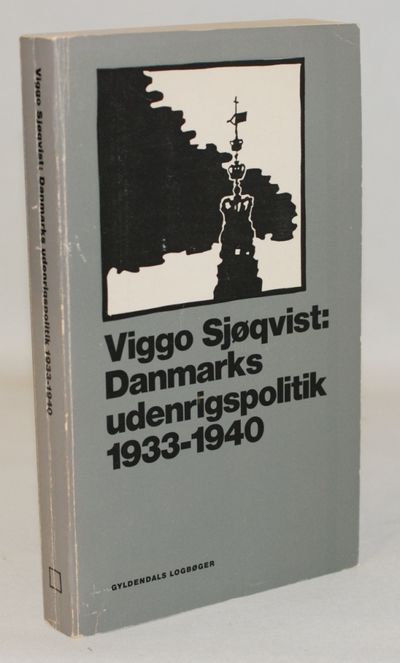 Viggo Sjøqvist: Danmarks udenrigspolitik 1933-1940
Viggo Sjøqvist:
Danmarks
udenrigspolitik
1933-1940
GYLDENDALS LOGBØGER